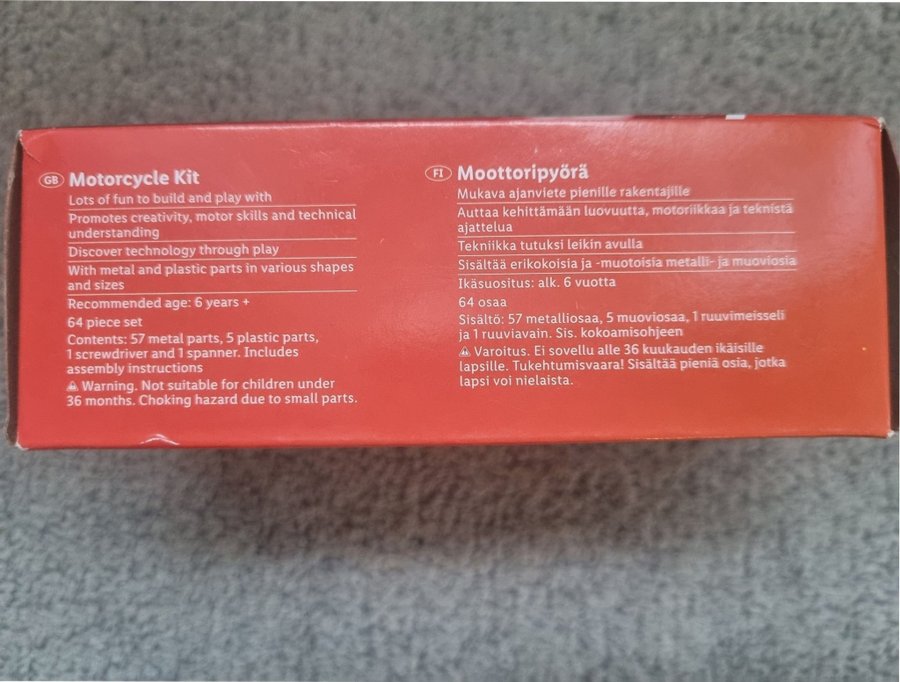 GB Motorcycle Kit
Lots of fun to build and play with
Promotes creativity, motor skills and technical
understanding
Discover technology through play
With metal and plastic parts in various shapes
and sizes
Recommended age: 6 years +
64 piece set
Contents: 57 metal parts, 5 plastic parts,
1 screwdriver and 1 spanner. Includes
assembly instructions
⚠ Warning. Not suitable for children under
36 months. Choking hazard due to small parts.
FI Moottoripyörä
Mukava ajanviete pienille rakentajille
Auttaa kehittämään luovuutta, motoriikkaa ja teknistä
ajattelua
Tekniikka tutuksi leikin avulla
Sisältää erikokoisia ja -muotoisia metalli- ja muoviosia
Ikäsuositus: alk. 6 vuotta
64 osaa
Sisältö: 57 metalliosaa, 5 muoviosaa, 1 ruuvimeisseli
ja 1 ruuviavain. Sis. kokoamisohjeen
⚠ Varoitus. Ei sovellu alle 36 kuukauden ikäisille
lapsille. Tukehtumisvaara! Sisältää pieniä osia, jotka
lapsi voi nielaista.